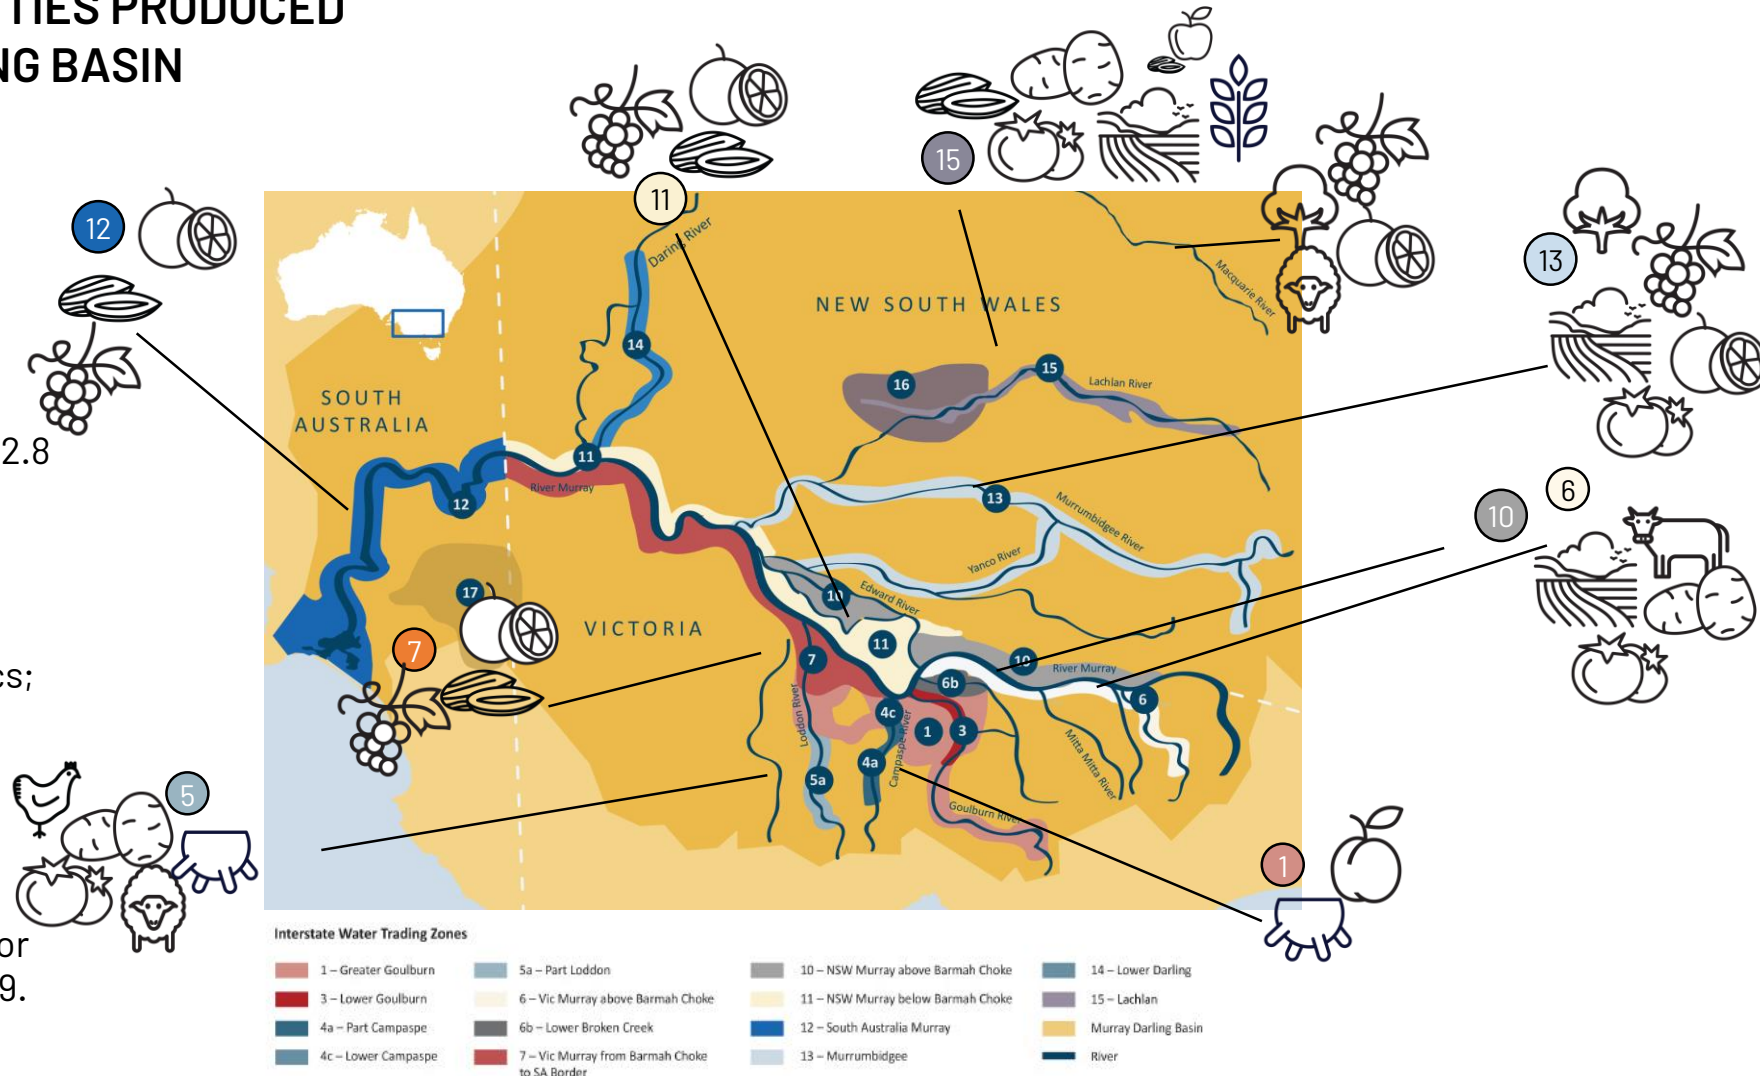 TIES PRODUCED
NG BASIN
2.8
cs;
or
9.
12
11
15
13
10
6
7
5
1
NEW SOUTH WALES
SOUTH
AUSTRALIA
VICTORIA
Daring River
Macquarie River
Lachlan River
River Murray
Murrumbidgee River
Yanco River
Edward River
River Murray
Loddon River
Campaspe River
Mitta Mitta River
Goulburn River
14
16
15
11
12
13
17
10
11
7
10
6b
6
4c
1
3
4a
5a
Interstate Water Trading Zones
1 – Greater Goulburn
3 – Lower Goulburn
4a – Part Campaspe
4c – Lower Campaspe
5a – Part Loddon
6 – Vic Murray above Barmah Choke
6b – Lower Broken Creek
7 – Vic Murray from Barmah Choke
to SA Border
10 – NSW Murray above Barmah Choke
11 – NSW Murray below Barmah Choke
12 – South Australia Murray
13 – Murrumbidgee
14 – Lower Darling
15 – Lachlan
Murray Darling Basin
River